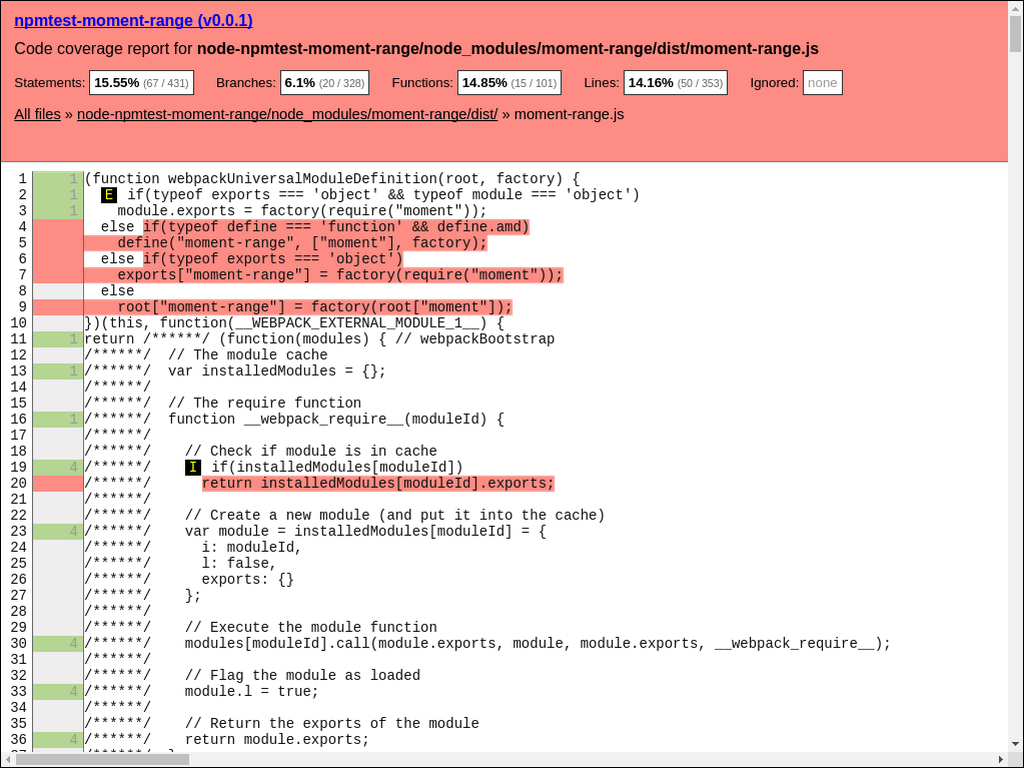 npmtest-moment-range (v0.0.1)
Code coverage report for node-npmtest-moment-range/node_modules/moment-range/dist/moment-range.js
Statements: 15.55% (67 / 431) Branches: 6.1% (20 / 328) Functions: 14.85% (15 / 101) Lines: 14.16% (50 / 353) Ignored: none
All files » node-npmtest-moment-range/node_modules/moment-range/dist/ » moment-range.js
1 1 (function webpackUniversalModuleDefinition(root, factory) {
2 1 E if(typeof exports === 'object' && typeof module === 'object')
3 1 module.exports = factory(require("moment"));
4 else if(typeof define === 'function' && define.amd)
5 define("moment-range", ["moment"], factory);
6 else if(typeof exports === 'object')
7 exports["moment-range"] = factory(require("moment"));
8 else
9 root["moment-range"] = factory(root["moment"]);
10 })(this, function(__WEBPACK_EXTERNAL_MODULE_1__) {
11 1 return /******/ (function(modules) { // webpackBootstrap
12 /******/ // The module cache
13 1 /******/ var installedModules = {};
14 /******/
15 /******/ // The require function
16 1 /******/ function __webpack_require__(moduleId) {
17 /******/
18 /******/ // Check if module is in cache
19 4 /******/ I if(installedModules[moduleId])
20 /******/ return installedModules[moduleId].exports;
21 /******/
22 /******/ // Create a new module (and put it into the cache)
23 4 /******/ var module = installedModules[moduleId] = {
24 /******/ i: moduleId,
25 /******/ l: false,
26 /******/ exports: {}
27 /******/ };
28 /******/
29 /******/ // Execute the module function
30 4 /******/ modules[moduleId].call(module.exports, module, module.exports, __webpack_require__);
31 /******/
32 /******/ // Flag the module as loaded
33 4 /******/ module.l = true;
34 /******/
35 /******/ // Return the exports of the module
36 4 /******/ return module.exports;